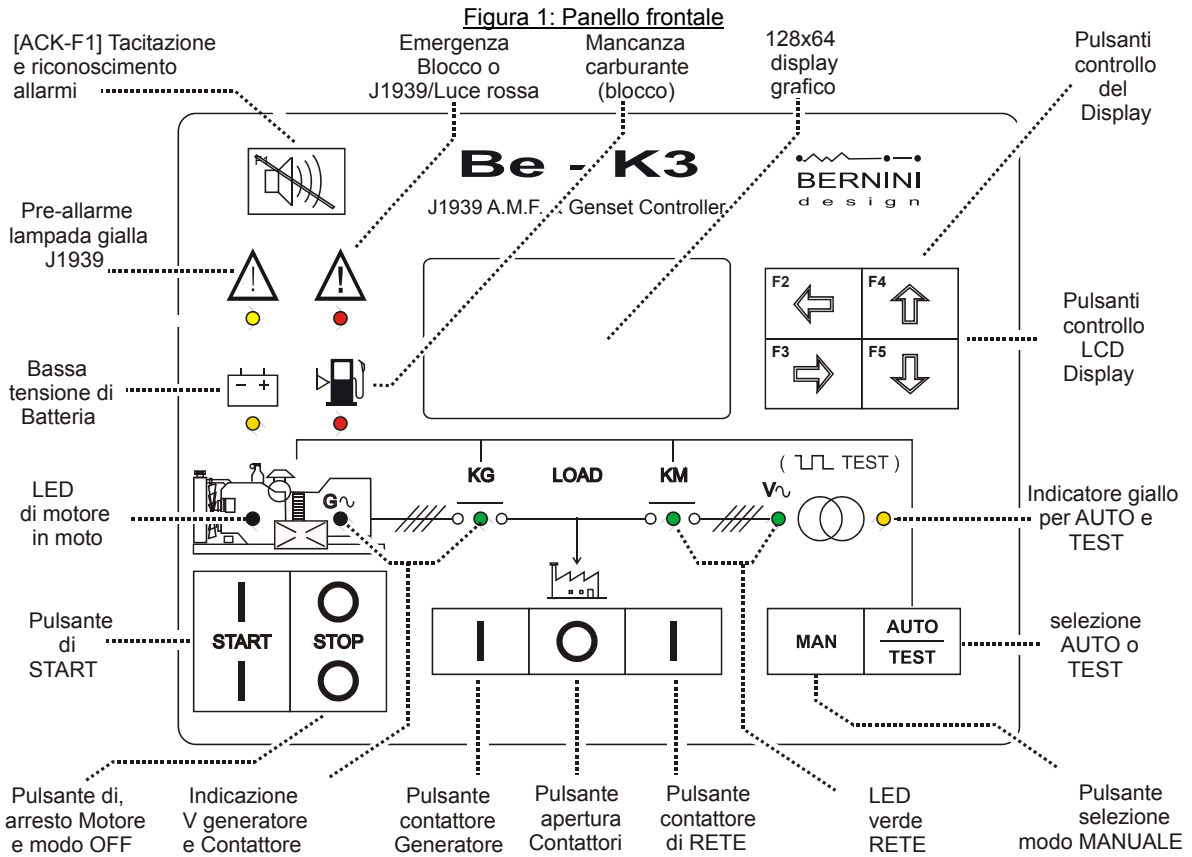 Figura 1: Panello frontale
[ACK-F1] Tacitazione
e riconoscimento
allarmi
Emergenza
Blocco o
J1939/Luce rossa
Mancanza
carburante
(blocco)
128x64
display
grafico
Pulsanti
controllo
del
Display
Be - K3
J1939 A.M.F. . Genset Controller
BERNINI
design
Pre-allarme
lampada gialla
J1939
F2
F4
F3
F5
Pulsanti
controllo
LCD
Display
Bassa
tensione di
Batteria
- +
LED
di motore
in moto
G
KG
LOAD
KM
V
( TEST )
Indicatore giallo
per AUTO e
TEST
Pulsante
di
START
START
STOP
MAN
AUTO
TEST
selezione
AUTO o
TEST
Pulsante di,
arresto Motore
e modo OFF
Indicazione
V generatore
e Contattore
Pulsante
contattore
Generatore
Pulsante
apertura
Contattori
Pulsante
contattore
di RETE
LED
verde
RETE
Pulsante
selezione
modo MANUALE